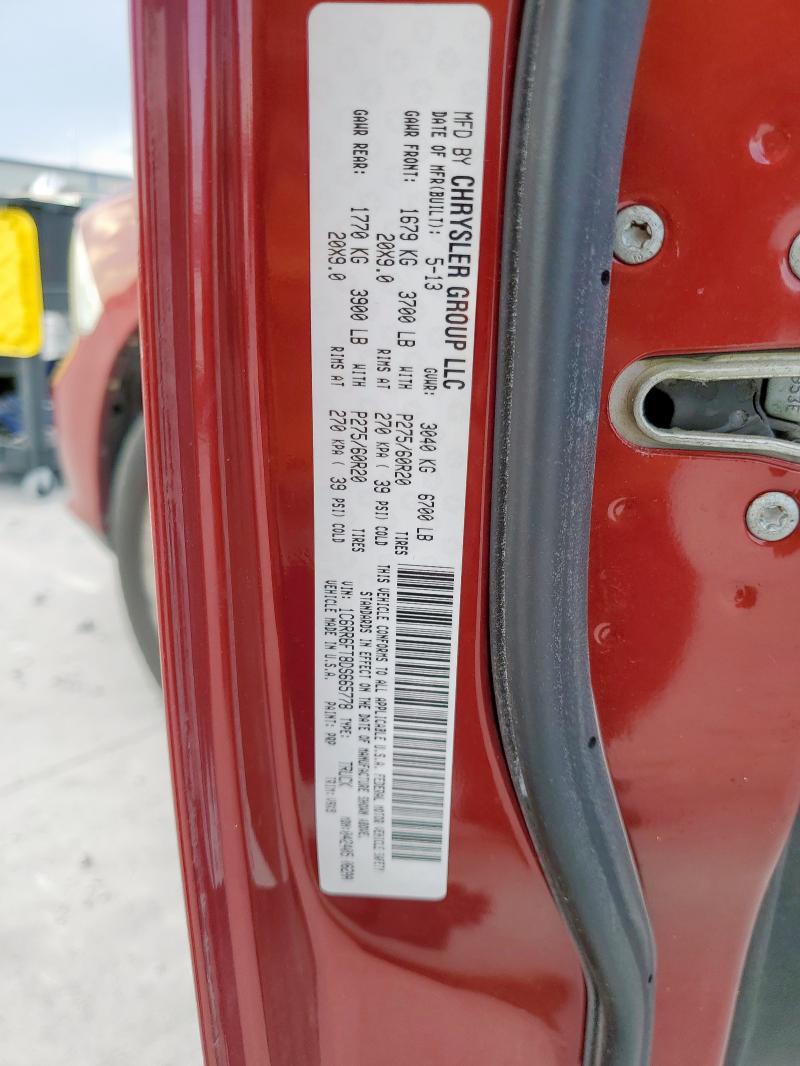 MFD BY CHRYSLER GROUP LLC
DATE OF MFR(BUILT): 5-13 GVWR: 3040 KG 6700 LB
GAWR FRONT: 1679 KG 3700 LB WITH P275/60R20 TIRES
20X9.0 RIMS AT 270 KPA ( 39 PSI) COLD
GAWR REAR: 1770 KG 3900 LB WITH P275/60R20 TIRES
20X9.0 RIMS AT 270 KPA ( 39 PSI) COLD
THIS VEHICLE CONFORMS TO ALL APPLICABLE U.S.A. FEDERAL MOTOR VEHICLE SAFETY
STANDARDS IN EFFECT ON THE DATE OF MANUFACTURE SHOWN ABOVE.
VIN: 1C6RR6FT8DS665778 TYPE: TRUCK
VEHICLE MADE IN U.S.A. PAINT: PRP TRIM: